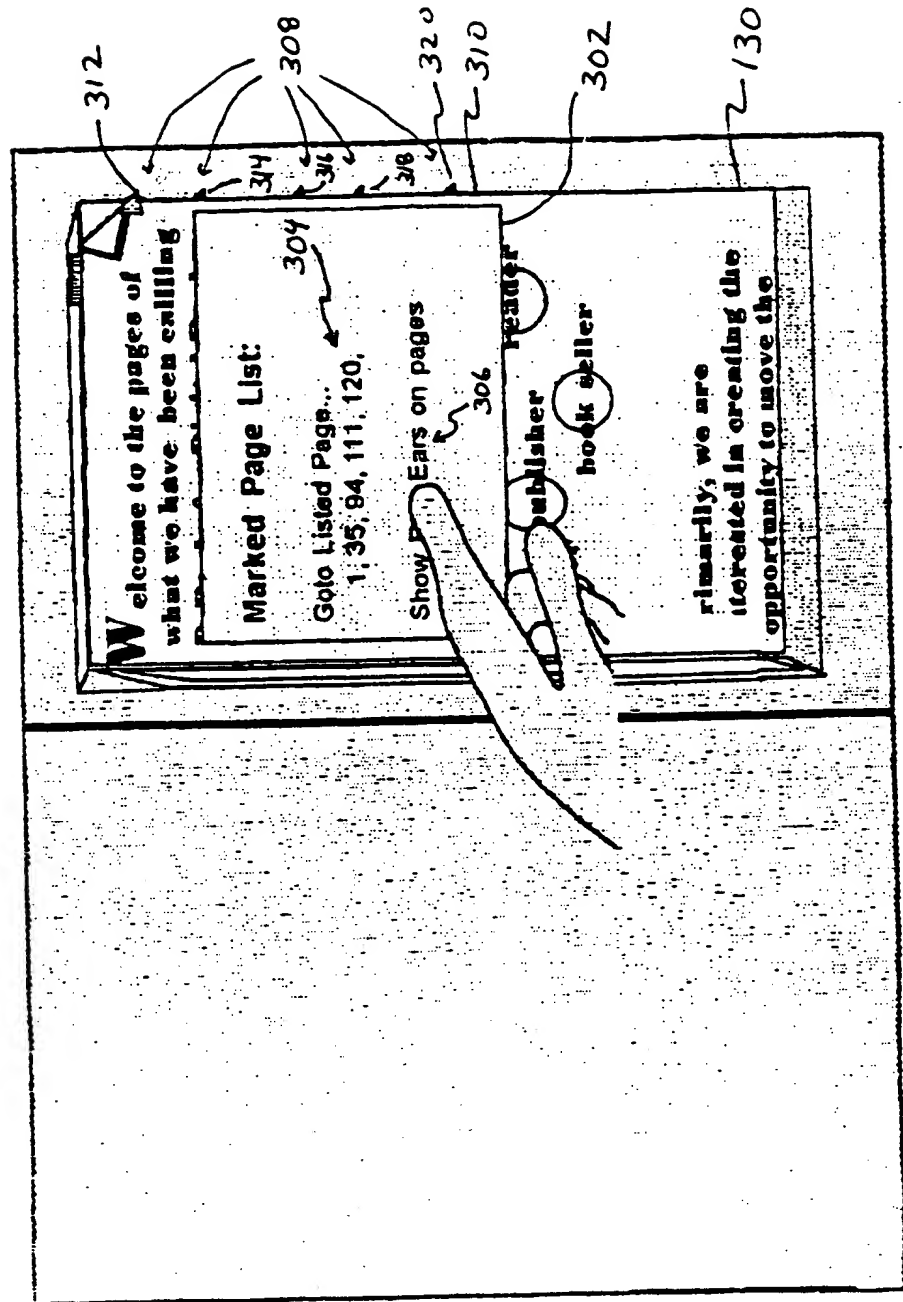 Welcome to the pages of
what we have been callling
Marked Page List:
Goto Listed Page...
1, 35, 94, 111, 120,
Show Ears on pages
reader
publisher
book seller
rimarily, we are
iterested in creating the
opportunity to move the
312
308
314
316
318
320
310
302
304
306
130